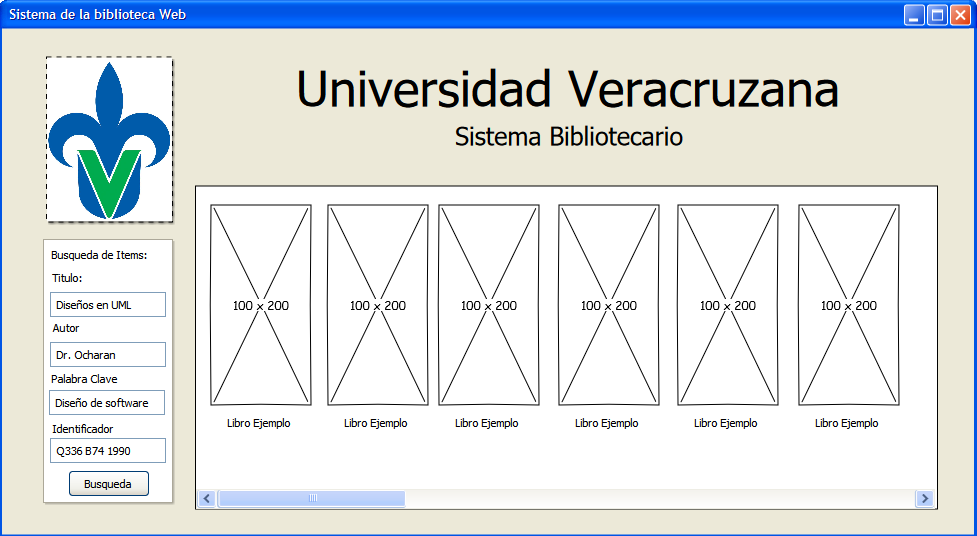 Sistema de la biblioteca Web
Universidad Veracruzana
Sistema Bibliotecario
Busqueda de Items:
Titulo:
Diseños en UML
Autor
Dr. Ocharan
Palabra Clave
Diseño de software
Identificador
Q336 B74 1990
Busqueda
100 x 200 100 x 200 100 x 200 100 x 200 100 x 200 100 x 200
Libro Ejemplo Libro Ejemplo Libro Ejemplo Libro Ejemplo Libro Ejemplo Libro Ejemplo